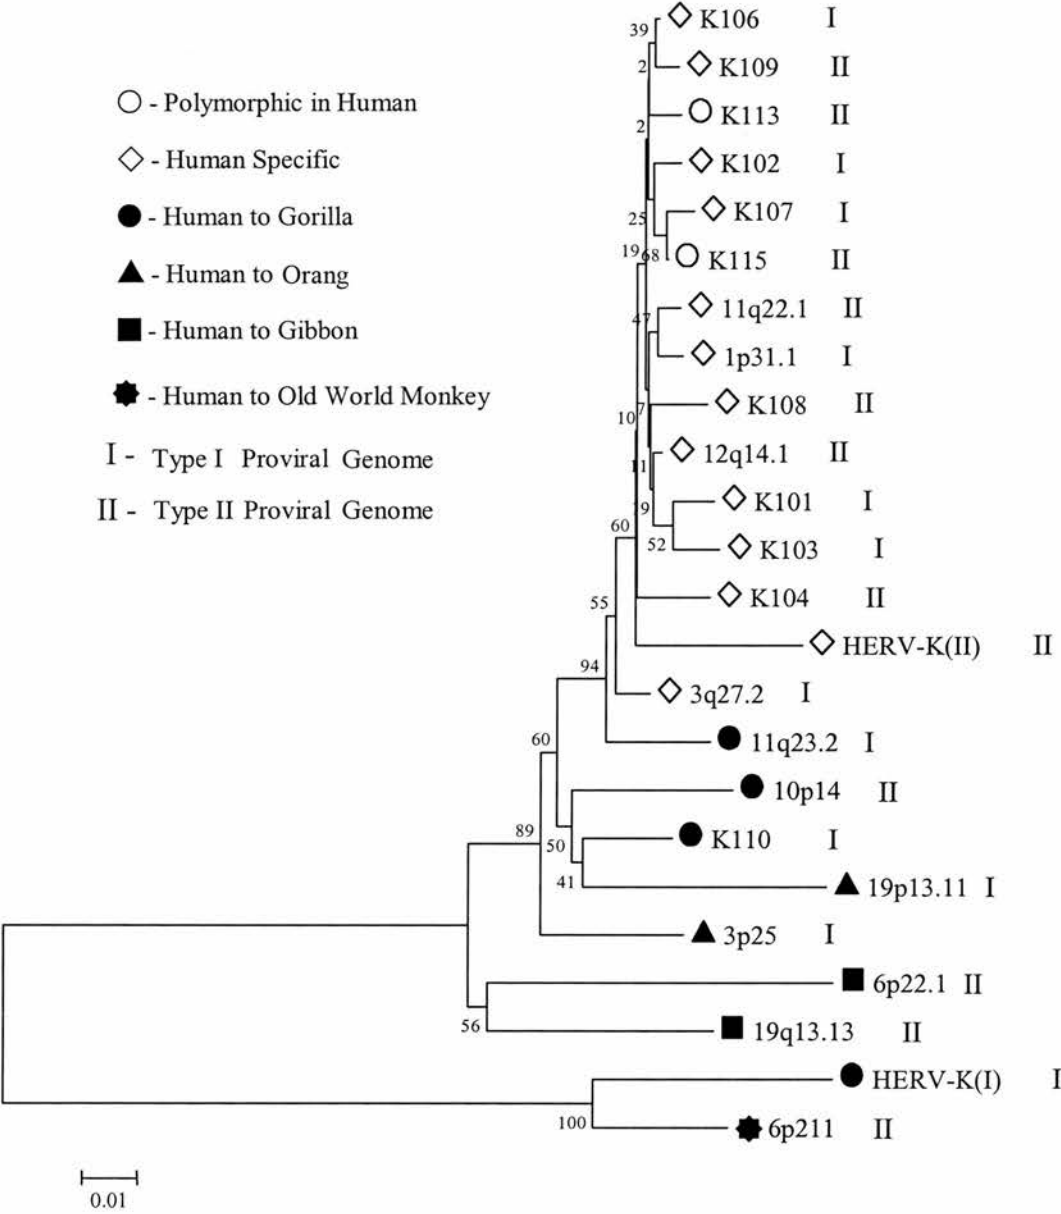 39
K106 I
2
K109 II
- Polymorphic in Human
K113 II
2
- Human Specific
K102 I
- Human to Gorilla
25
K107 I
19 68
K115 II
- Human to Orang
11q22.1 II
47
- Human to Gibbon
1p31.1 I
- Human to Old World Monkey
K108 II
10 7
I - Type I Proviral Genome
12q14.1 II
11
K101 I
II - Type II Proviral Genome
60
52
K103 I
K104 II
55
HERV-K(II) II
94
3q27.2 I
60
11q23.2 I
10p14 II
89
50
K110 I
41
19p13.11 I
3p25 I
6p22.1 II
56
19q13.13 II
HERV-K(I) I
100
6p211 II
0.01